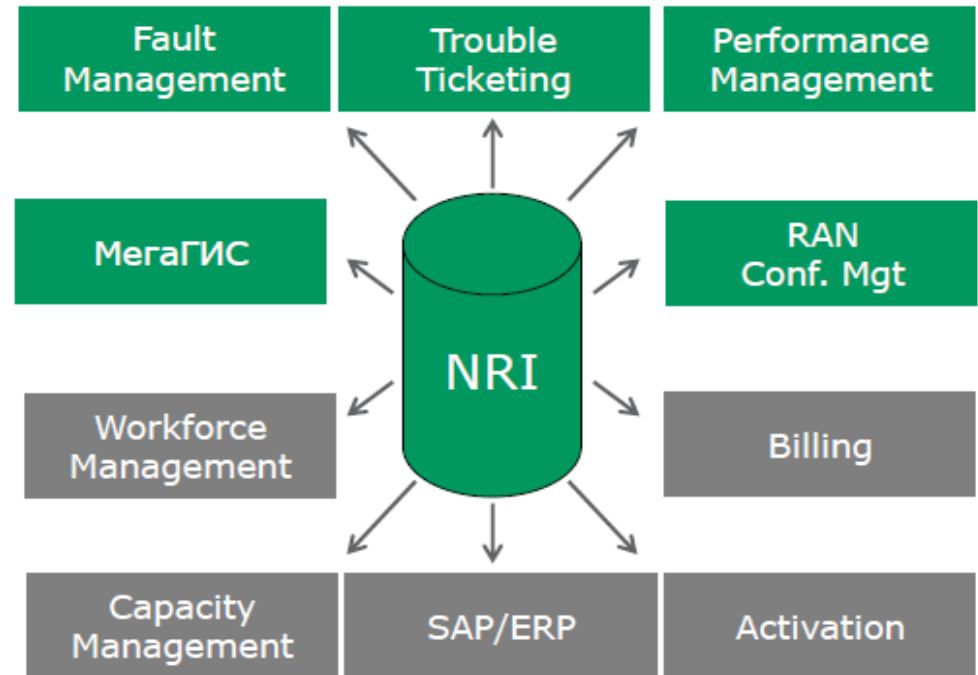 Fault
Management
Trouble
Ticketing
Performance
Management
МегаГИС
RAN
Conf. Mgt
NRI
Workforce
Management
Billing
Capacity
Management
SAP/ERP
Activation